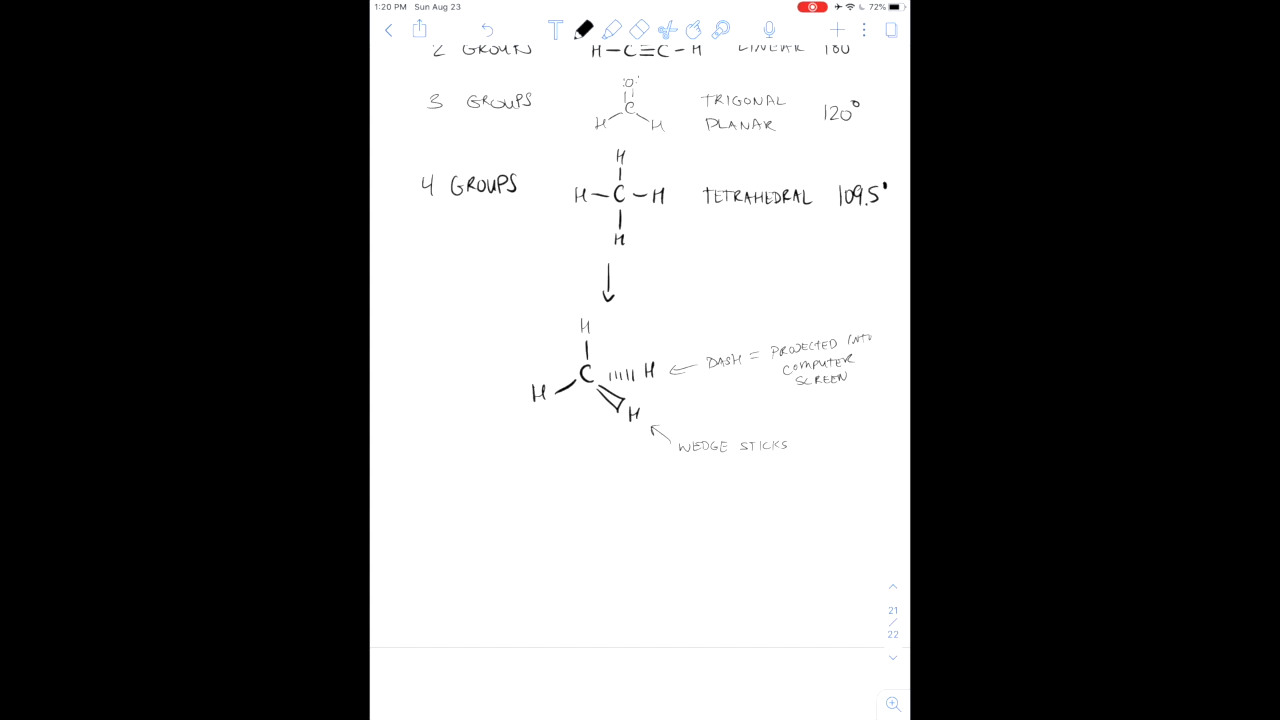 1:20 PM Sun Aug 23
72%
2 GROUPS H-C≡C-H LINEAR 180
:O:
3 GROUPS C TRIGONAL 120°
H H PLANAR
H
4 GROUPS H-C-H TETRAHEDRAL 109.5°
H
H
C H ← DASH = PROJECTED INTO
COMPUTER
SCREEN
H
H
WEDGE STICKS
21
/
22